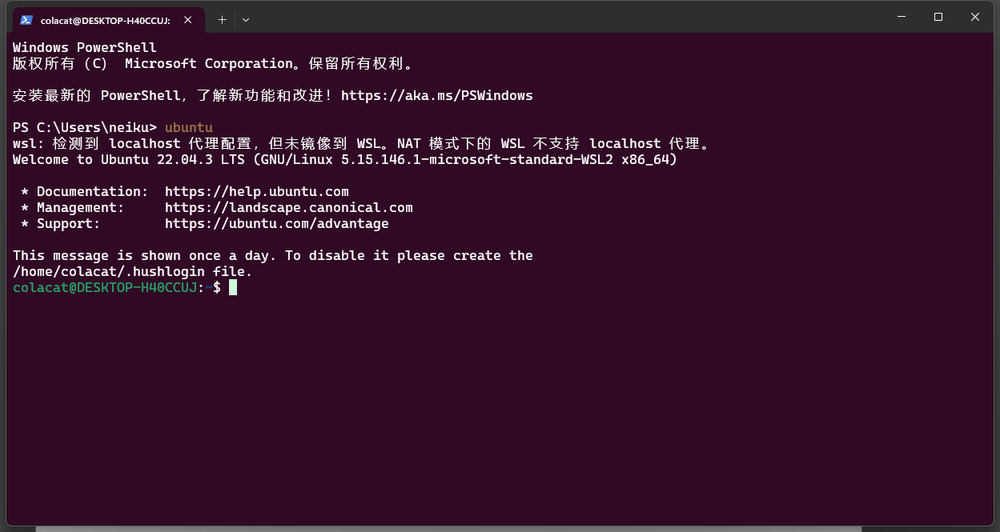 colacat@DESKTOP-H40CCUJ:
Windows PowerShell
版权所有 (C)  Microsoft Corporation。保留所有权利。
安装最新的 PowerShell，了解新功能和改进！https://aka.ms/PSWindows
PS C:\Users\neiku> ubuntu
wsl: 检测到 localhost 代理配置，但未镜像到 WSL。NAT 模式下的 WSL 不支持 localhost 代理。
Welcome to Ubuntu 22.04.3 LTS (GNU/Linux 5.15.146.1-microsoft-standard-WSL2 x86_64)
* Documentation:  https://help.ubuntu.com
* Management:     https://landscape.canonical.com
* Support:        https://ubuntu.com/advantage
This message is shown once a day. To disable it please create the
/home/colacat/.hushlogin file.
colacat@DESKTOP-H40CCUJ:~$